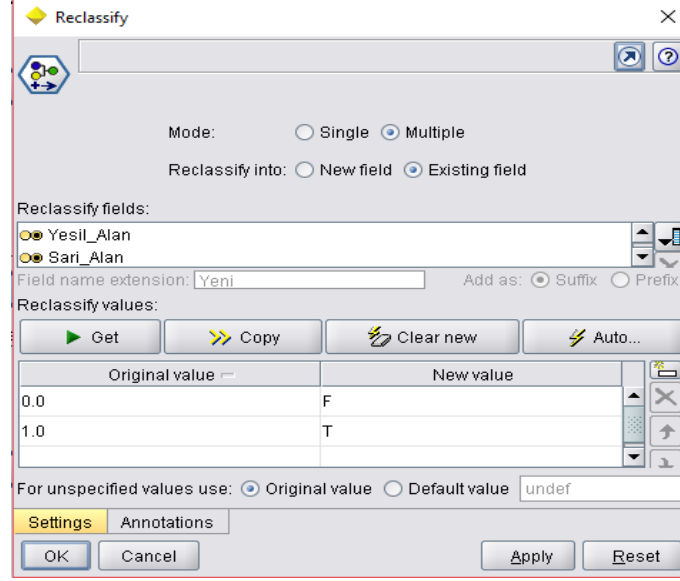 Reclassify
Mode: Single Multiple
Reclassify into: New field Existing field
Reclassify fields:
Yesil_Alan
Sari_Alan
Field name extension: Yeni Add as: Suffix Prefix
Reclassify values:
Get Copy Clear new Auto...
Original value New value
0.0 F
1.0 T
For unspecified values use: Original value Default value undef
Settings Annotations
OK Cancel Apply Reset